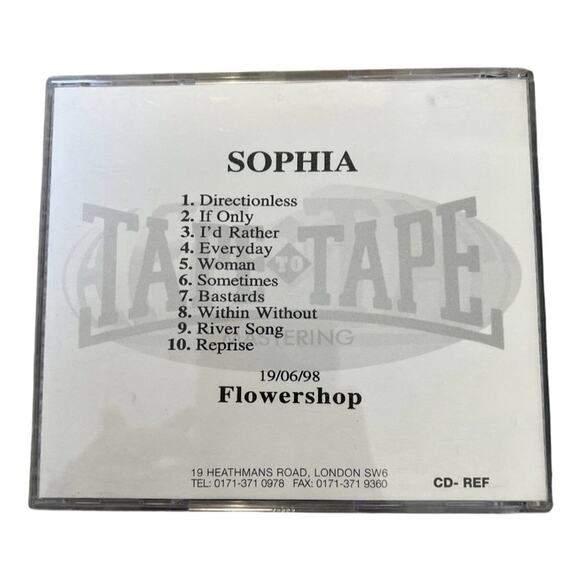 SOPHIA
1. Directionless
2. If Only
3. I'd Rather
4. Everyday
5. Woman
6. Sometimes
7. Bastards
8. Within Without
9. River Song
10. Reprise
TAPE TO TAPE
MASTERING
19/06/98
Flowershop
19 HEATHMANS ROAD, LONDON SW6
TEL: 0171-371 0978 FAX: 0171-371 9360
CD- REF